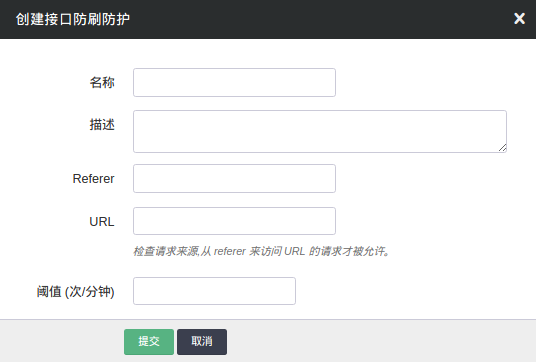 创建接口防刷防护
名称
描述
Referer
URL
检查请求来源,从 referer 来访问 URL 的请求才被允许。
阈值 (次/分钟)
提交 取消